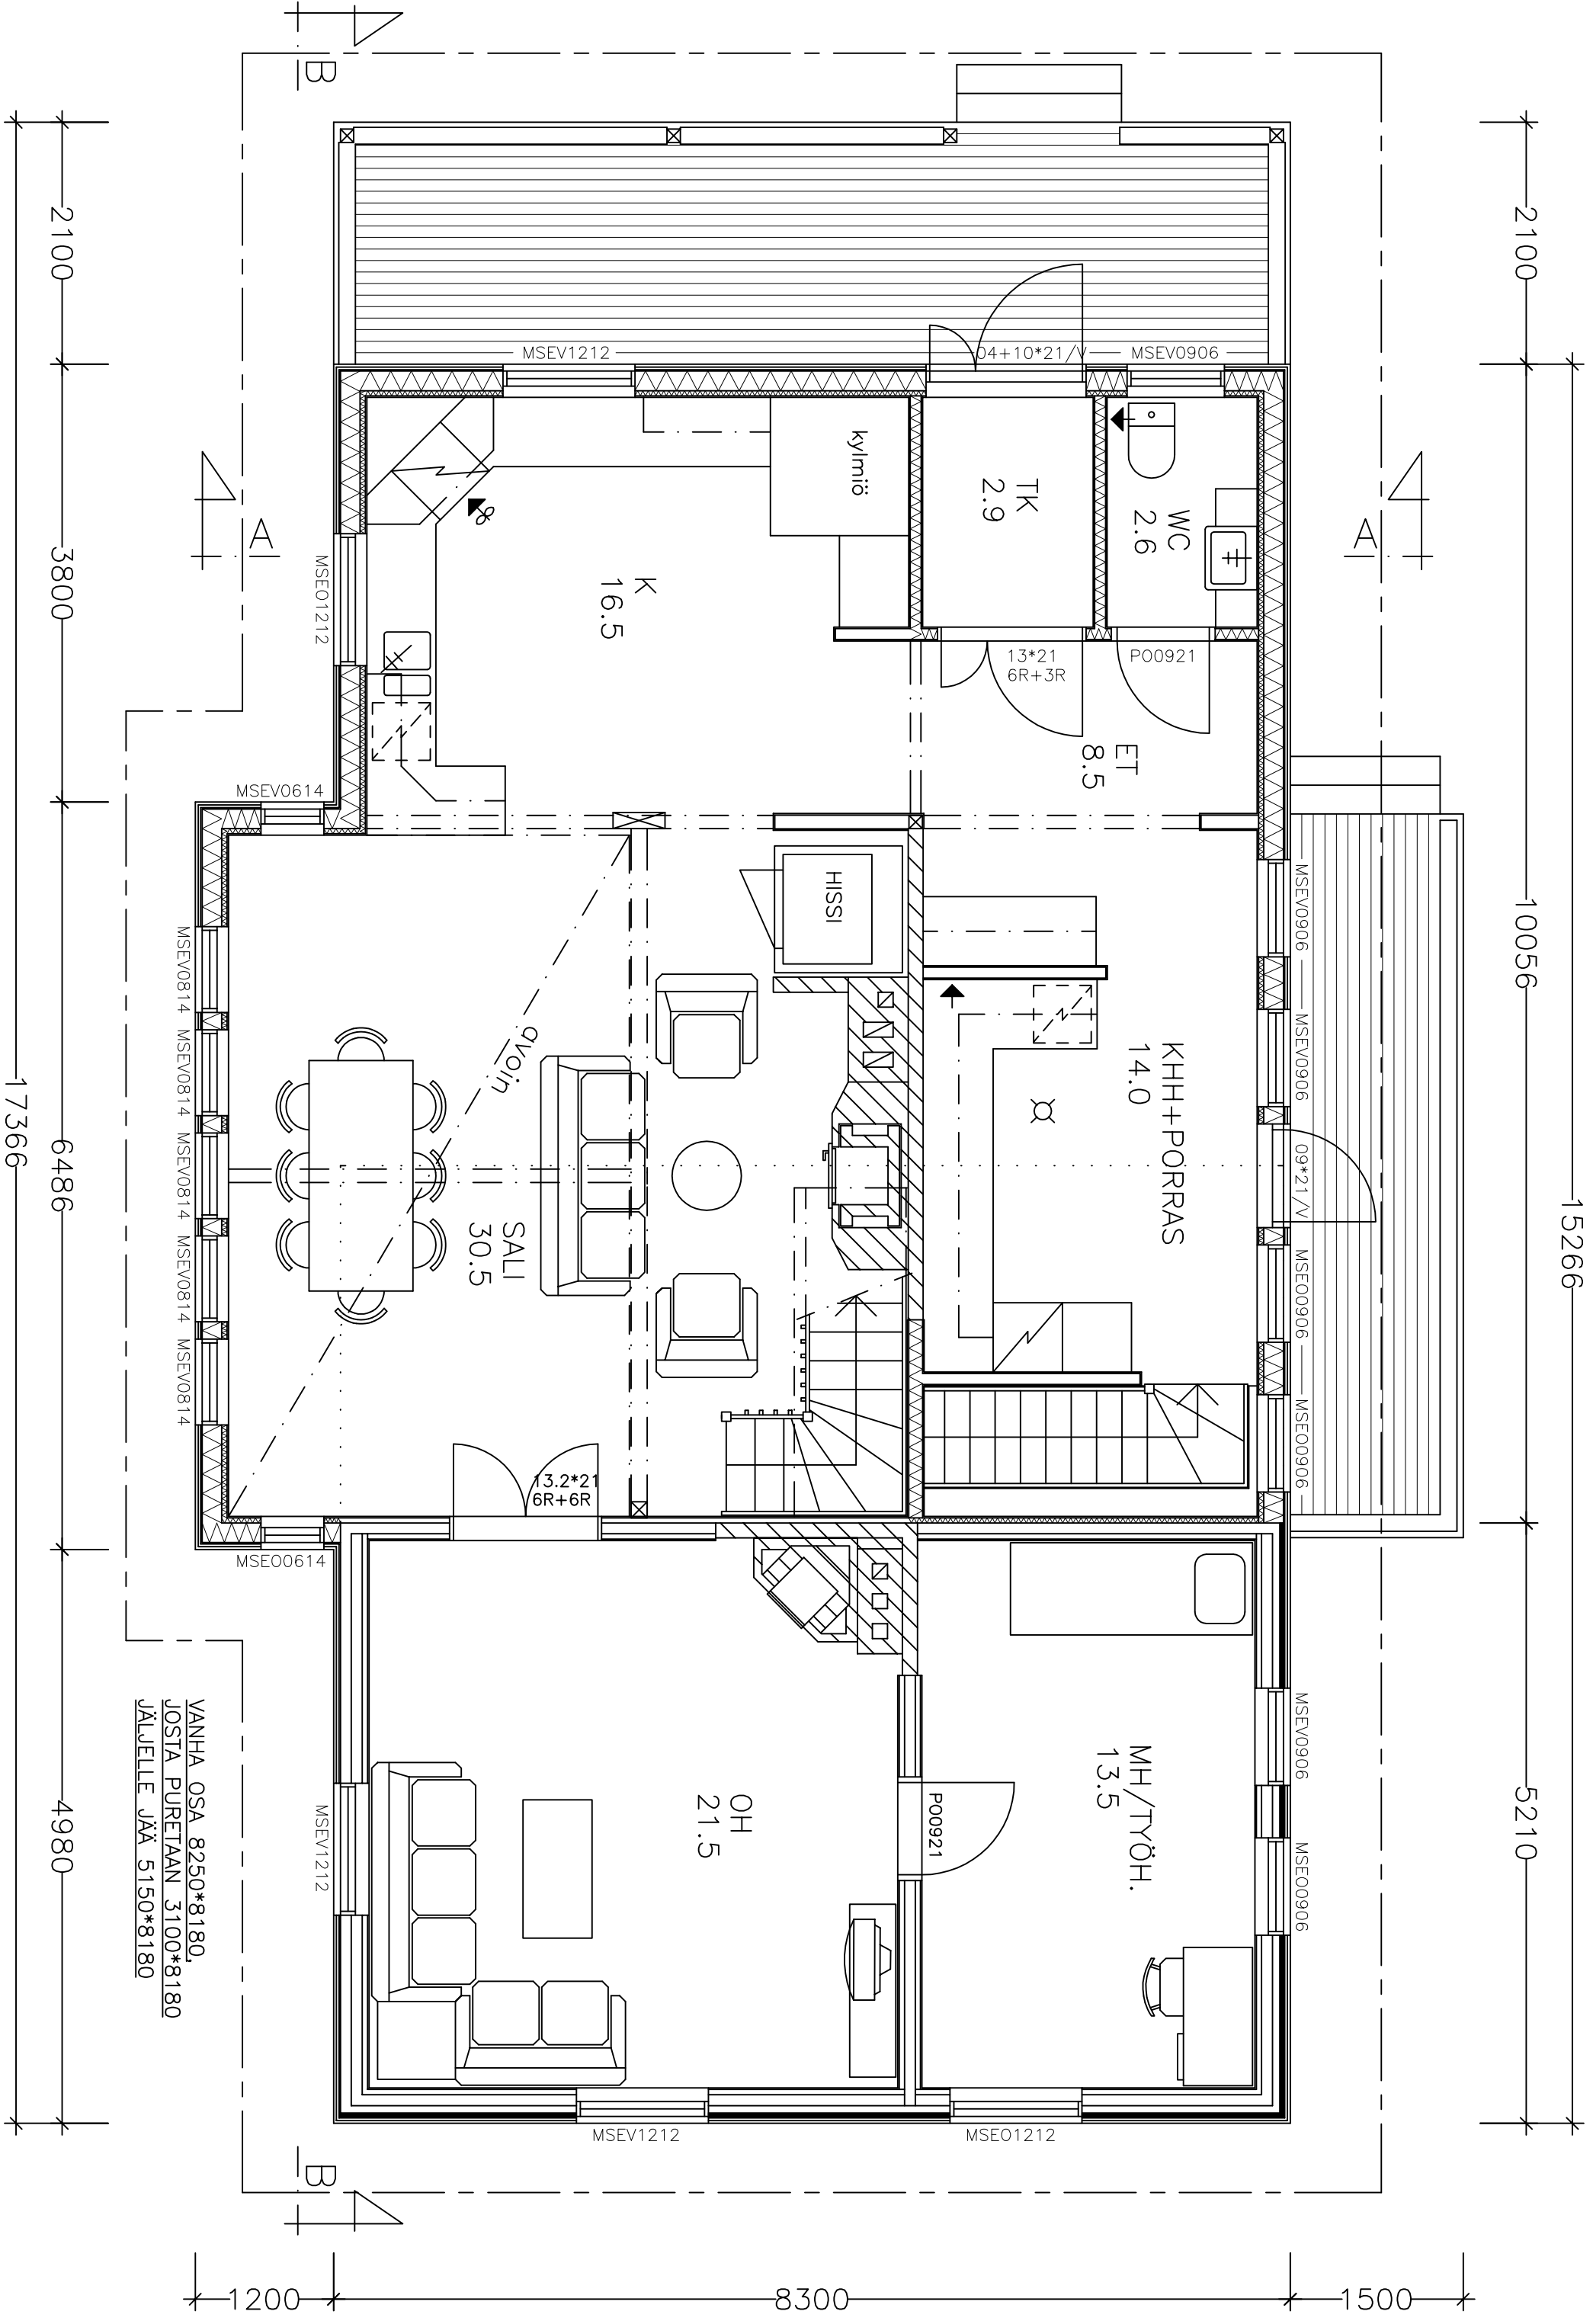 B
2100
3800
6486
4980
17366
2100
10056
5210
15266
MSEV1212
04+10*21/V
MSEV0906
kylmiö
TK
2.9
WC
2.6
A
A
K
16.5
MSEO1212
13*21
6R+3R
PO0921
ET
8.5
MSEV0614
HISSI
MSEV0906
MSEV0906
09*21/V
MSEO0906
MSEO0906
KHH+PORRAS
14.0
avoin
SALI
30.5
MSEV0814
MSEV0814
MSEV0814
MSEV0814
MSEV0814
13.2*21
6R+6R
MSEO0614
VANHA OSA 8250*8180,
JOSTA PURETAAN 3100*8180
JÄLJELLE JÄÄ 5150*8180
MSEV1212
OH
21.5
PO0921
MH/TYÖH.
13.5
MSEV0906
MSEO0906
MSEV1212
MSEO1212
B
1200
8300
1500